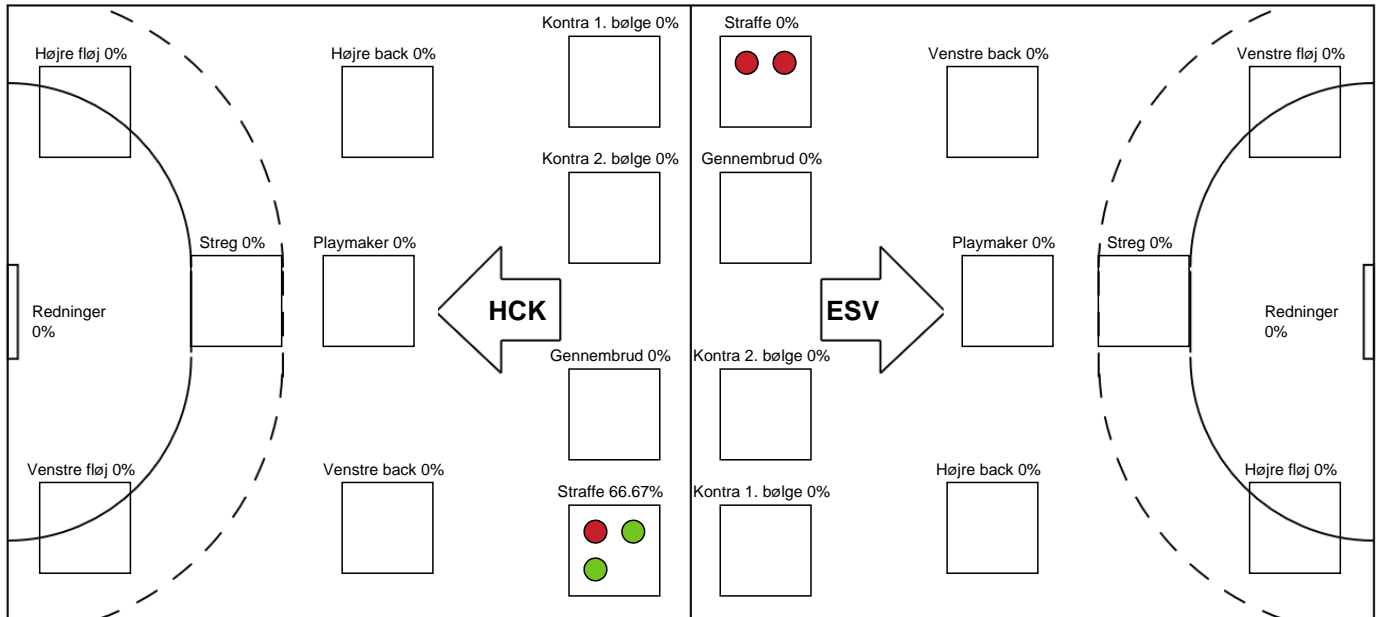 Kontra 1. bølge 0%
Straffe 0%
Højre fløj 0%
Højre back 0%
Venstre back 0%
Venstre fløj 0%
Kontra 2. bølge 0%
Gennembrud 0%
Streg 0%
Playmaker 0%
Playmaker 0%
Streg 0%
Redninger
0%
HCK
ESV
Redninger
0%
Gennembrud 0%
Kontra 2. bølge 0%
Venstre fløj 0%
Venstre back 0%
Højre back 0%
Højre fløj 0%
Straffe 66.67%
Kontra 1. bølge 0%